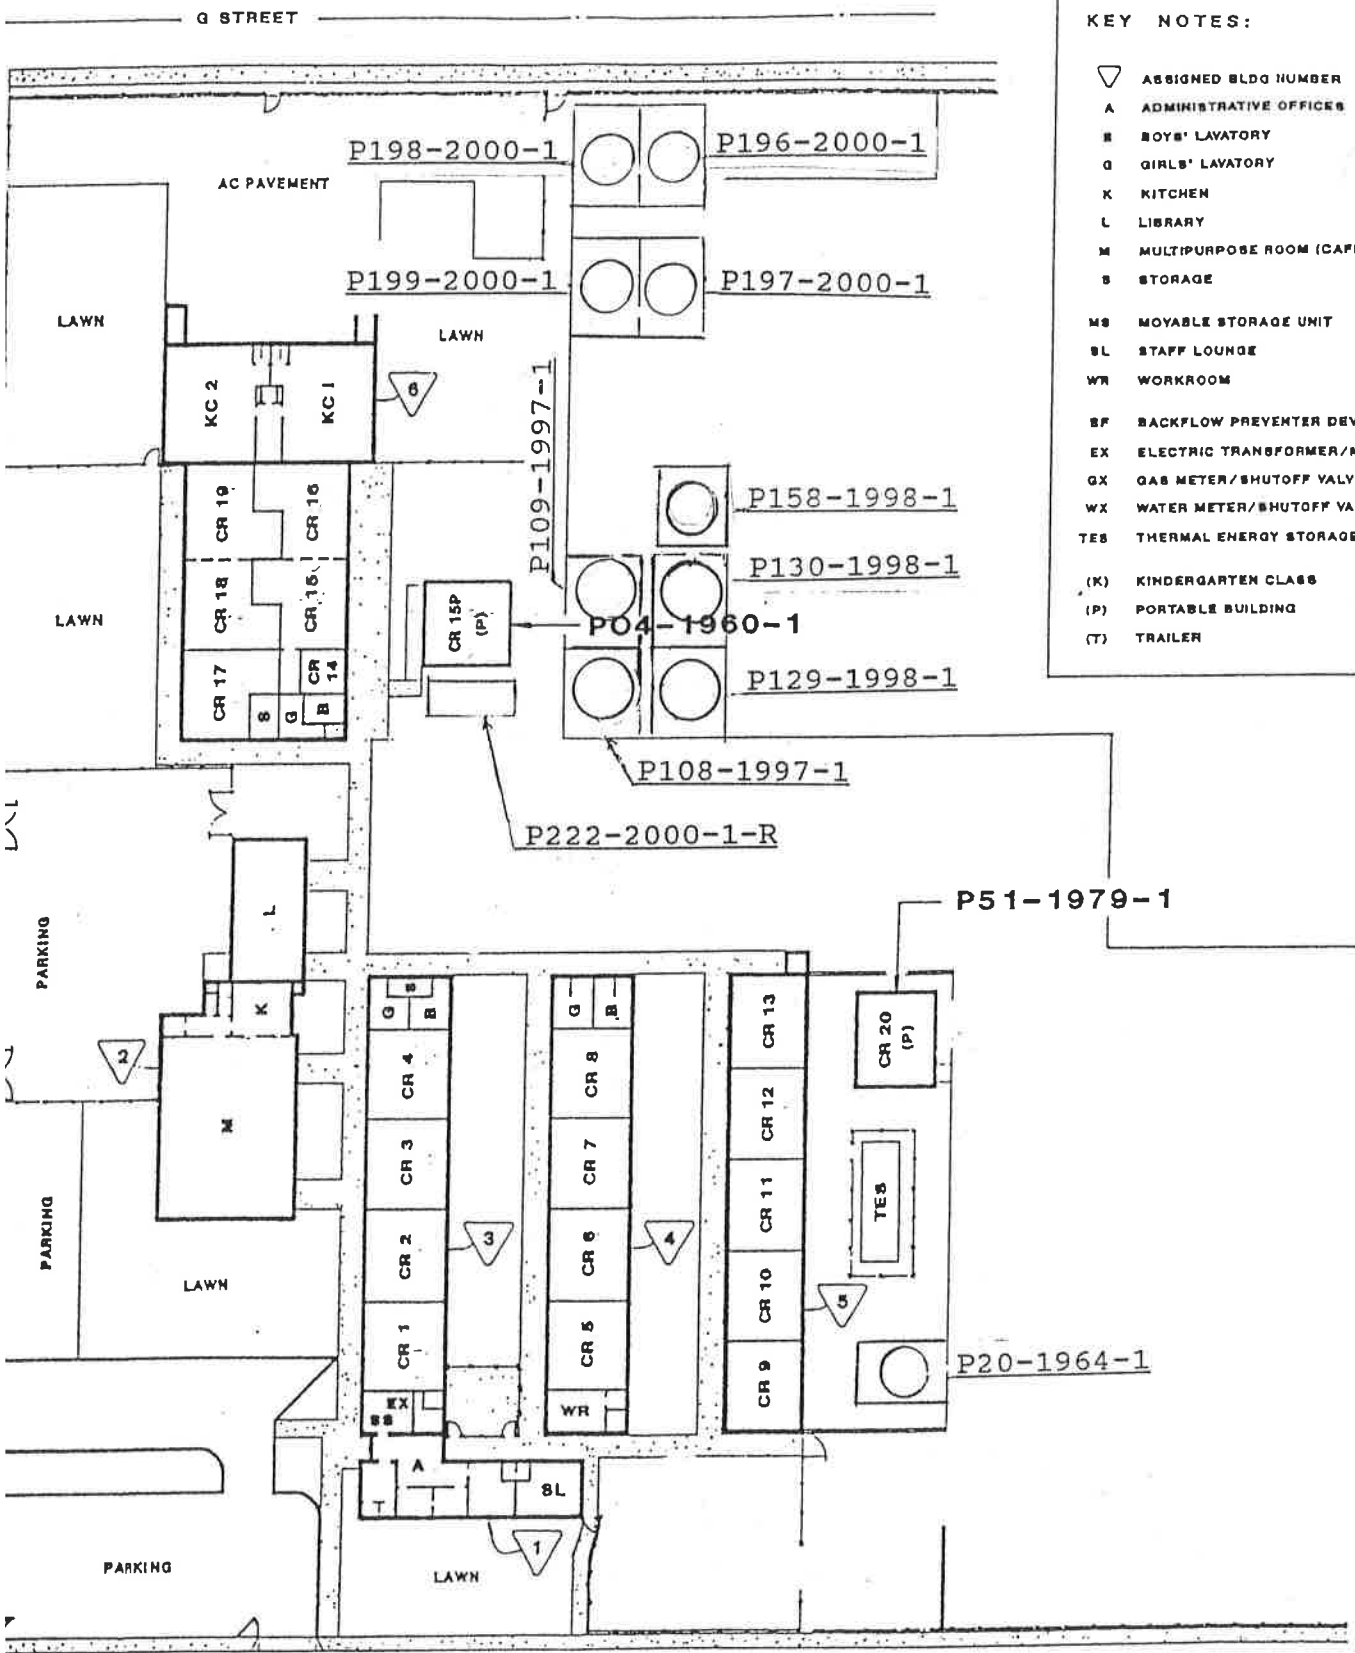 G STREET
KEY NOTES:
ASSIGNED BLDG NUMBER
A ADMINISTRATIVE OFFICES
B BOYS' LAVATORY
G GIRLS' LAVATORY
K KITCHEN
L LIBRARY
M MULTIPURPOSE ROOM (CAF
S STORAGE
MS MOVABLE STORAGE UNIT
SL STAFF LOUNGE
WR WORKROOM
BF BACKFLOW PREVENTER DEV
EX ELECTRIC TRANSFORMER/
GX GAS METER/SHUTOFF VALV
WX WATER METER/SHUTOFF VA
TES THERMAL ENERGY STORAGE
(K) KINDERGARTEN CLASS
(P) PORTABLE BUILDING
(T) TRAILER
P198-2000-1
P196-2000-1
AC PAVEMENT
P199-2000-1
P197-2000-1
LAWN
LAWN
KC 2
KC 1
6
P109-1997-1
CR 19
CR 16
P158-1998-1
P130-1998-1
CR 18
CR 15
LAWN
CR 15P
(P)
P04-1960-1
CR 17
CR
14
S
G
B
P129-1998-1
P108-1997-1
P222-2000-1-R
P51-1979-1
PARKING
L
K
2
M
S
G
B
CR 4
CR 3
CR 2
CR 1
EX
SS
3
G
B
CR 8
CR 7
CR 6
CR 5
WR
4
CR 13
CR 12
CR 11
CR 10
CR 9
5
CR 20
(P)
TES
P20-1964-1
PARKING
LAWN
A
T
SL
1
PARKING
LAWN